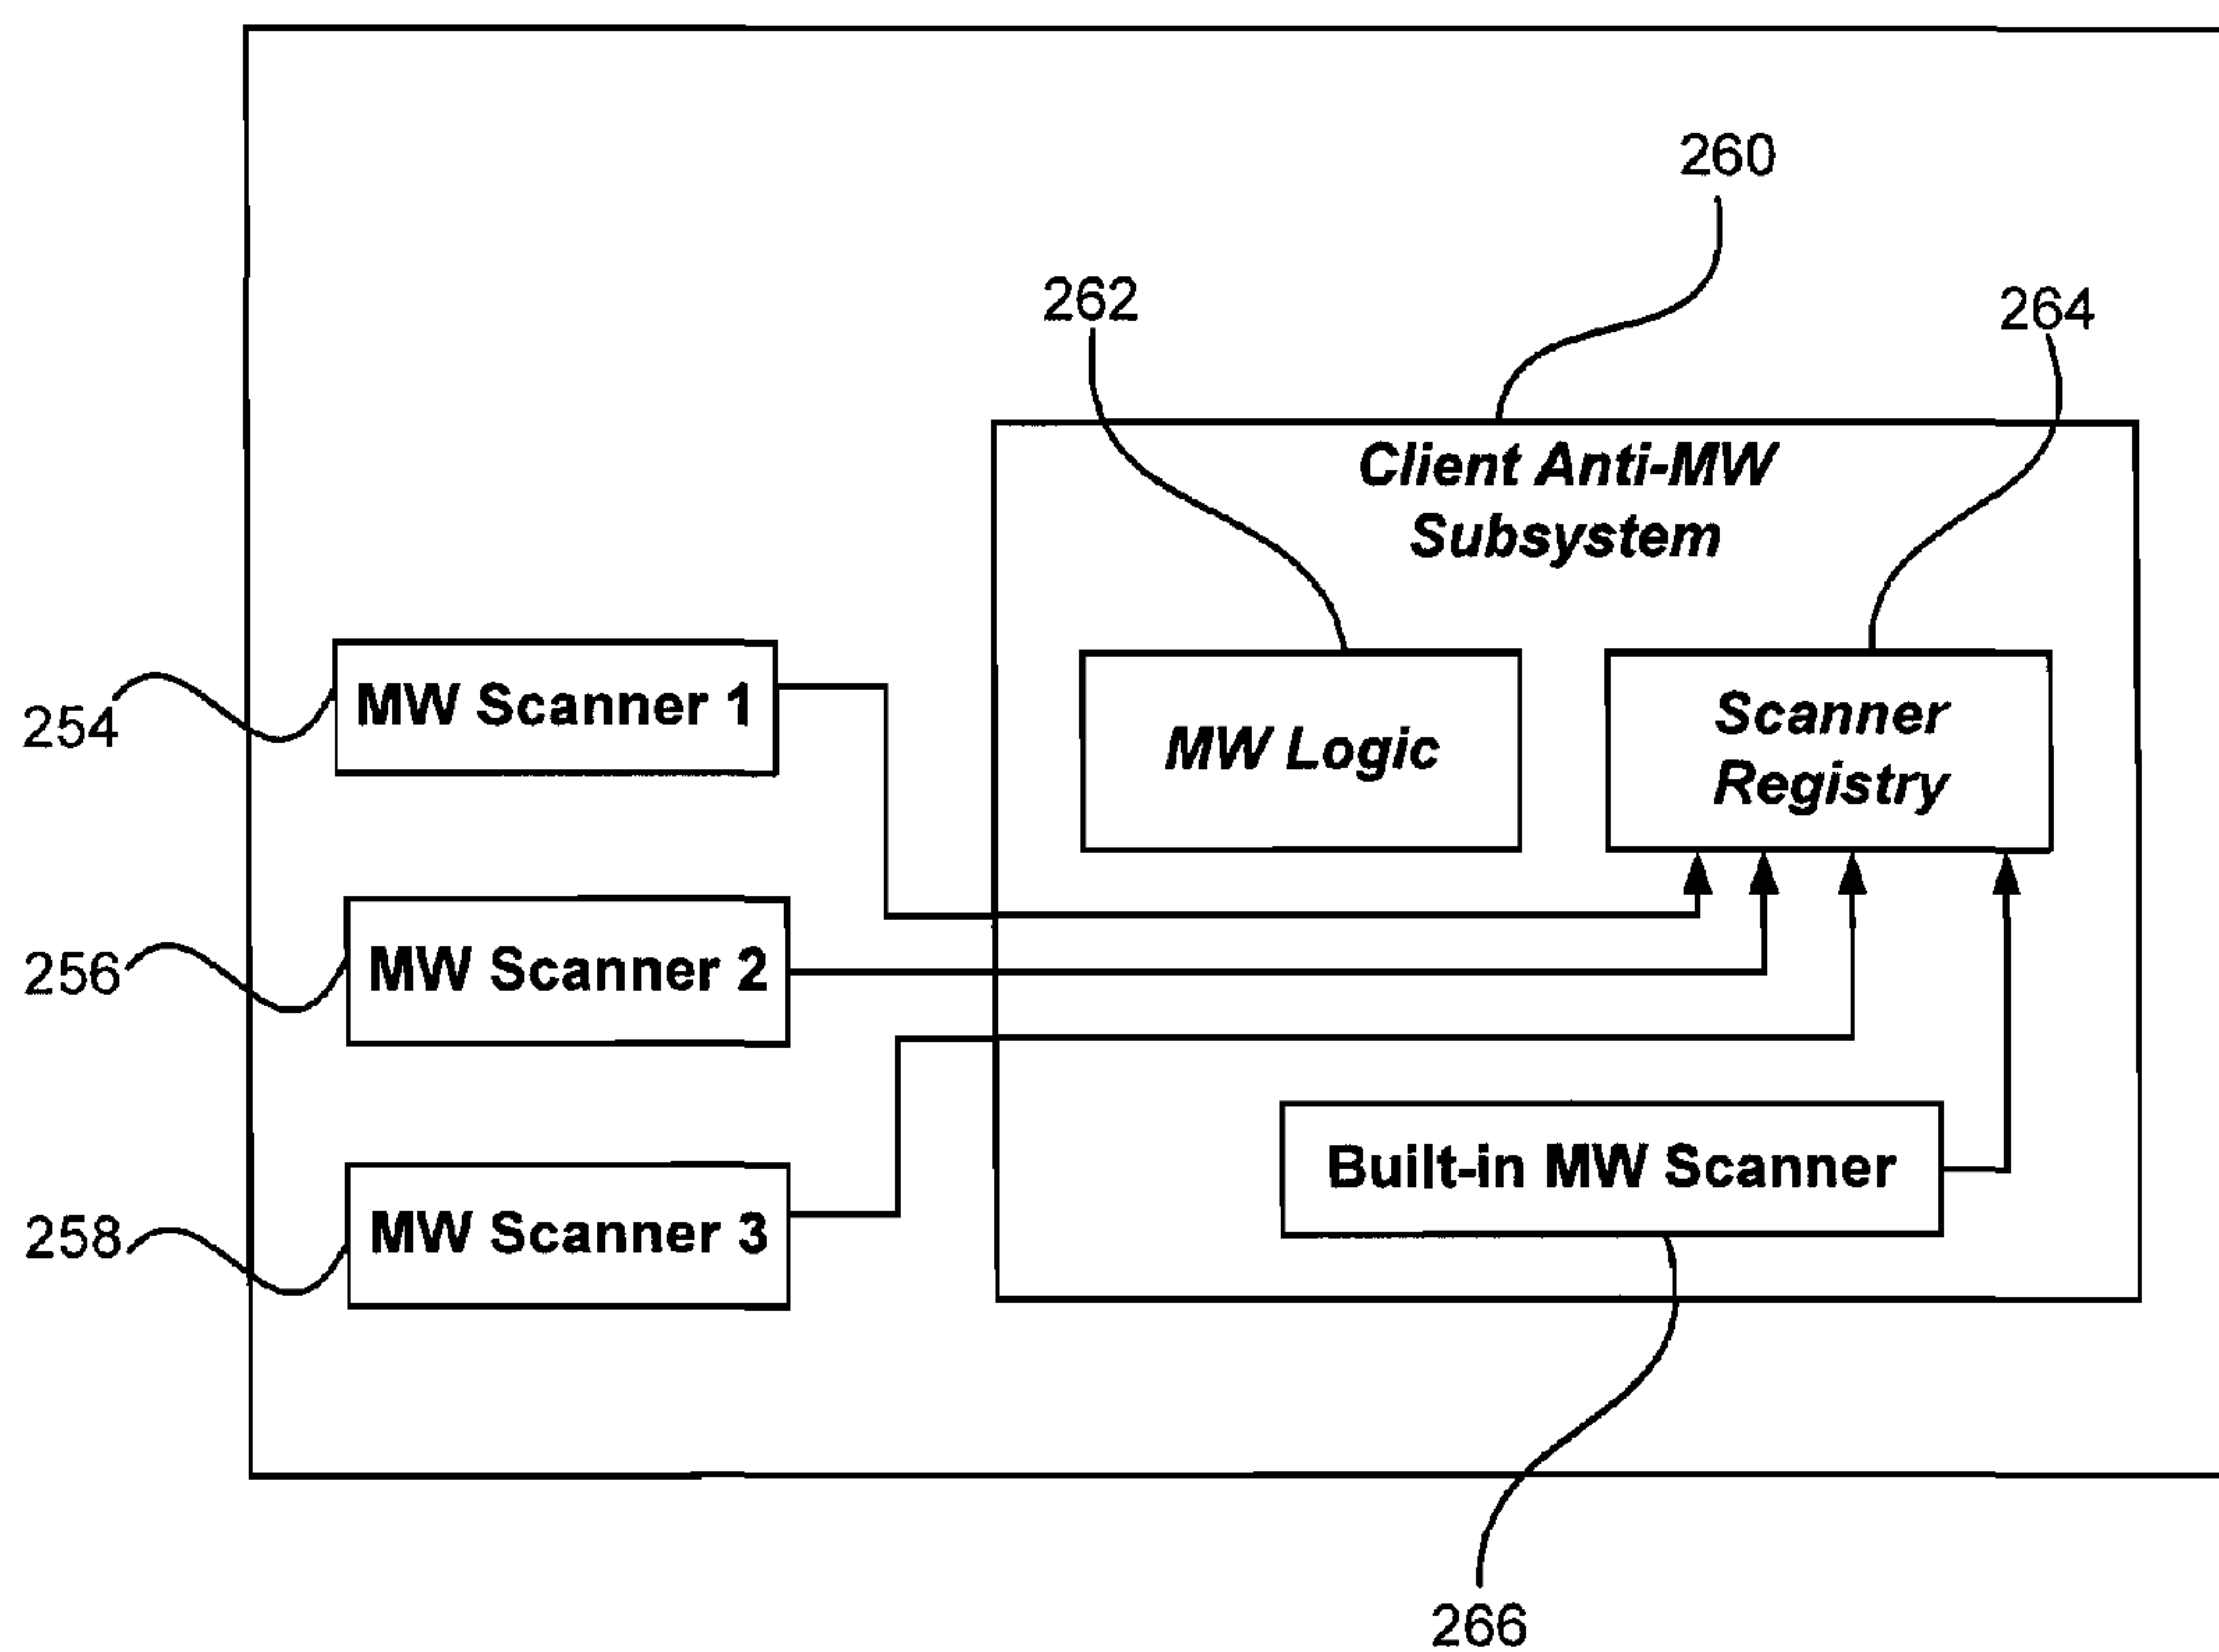 260
262
264
Client Anti-MW
Subsystem
MW Scanner 1
254
MW Logic
Scanner
Registry
MW Scanner 2
256
Built-in MW Scanner
MW Scanner 3
258
266